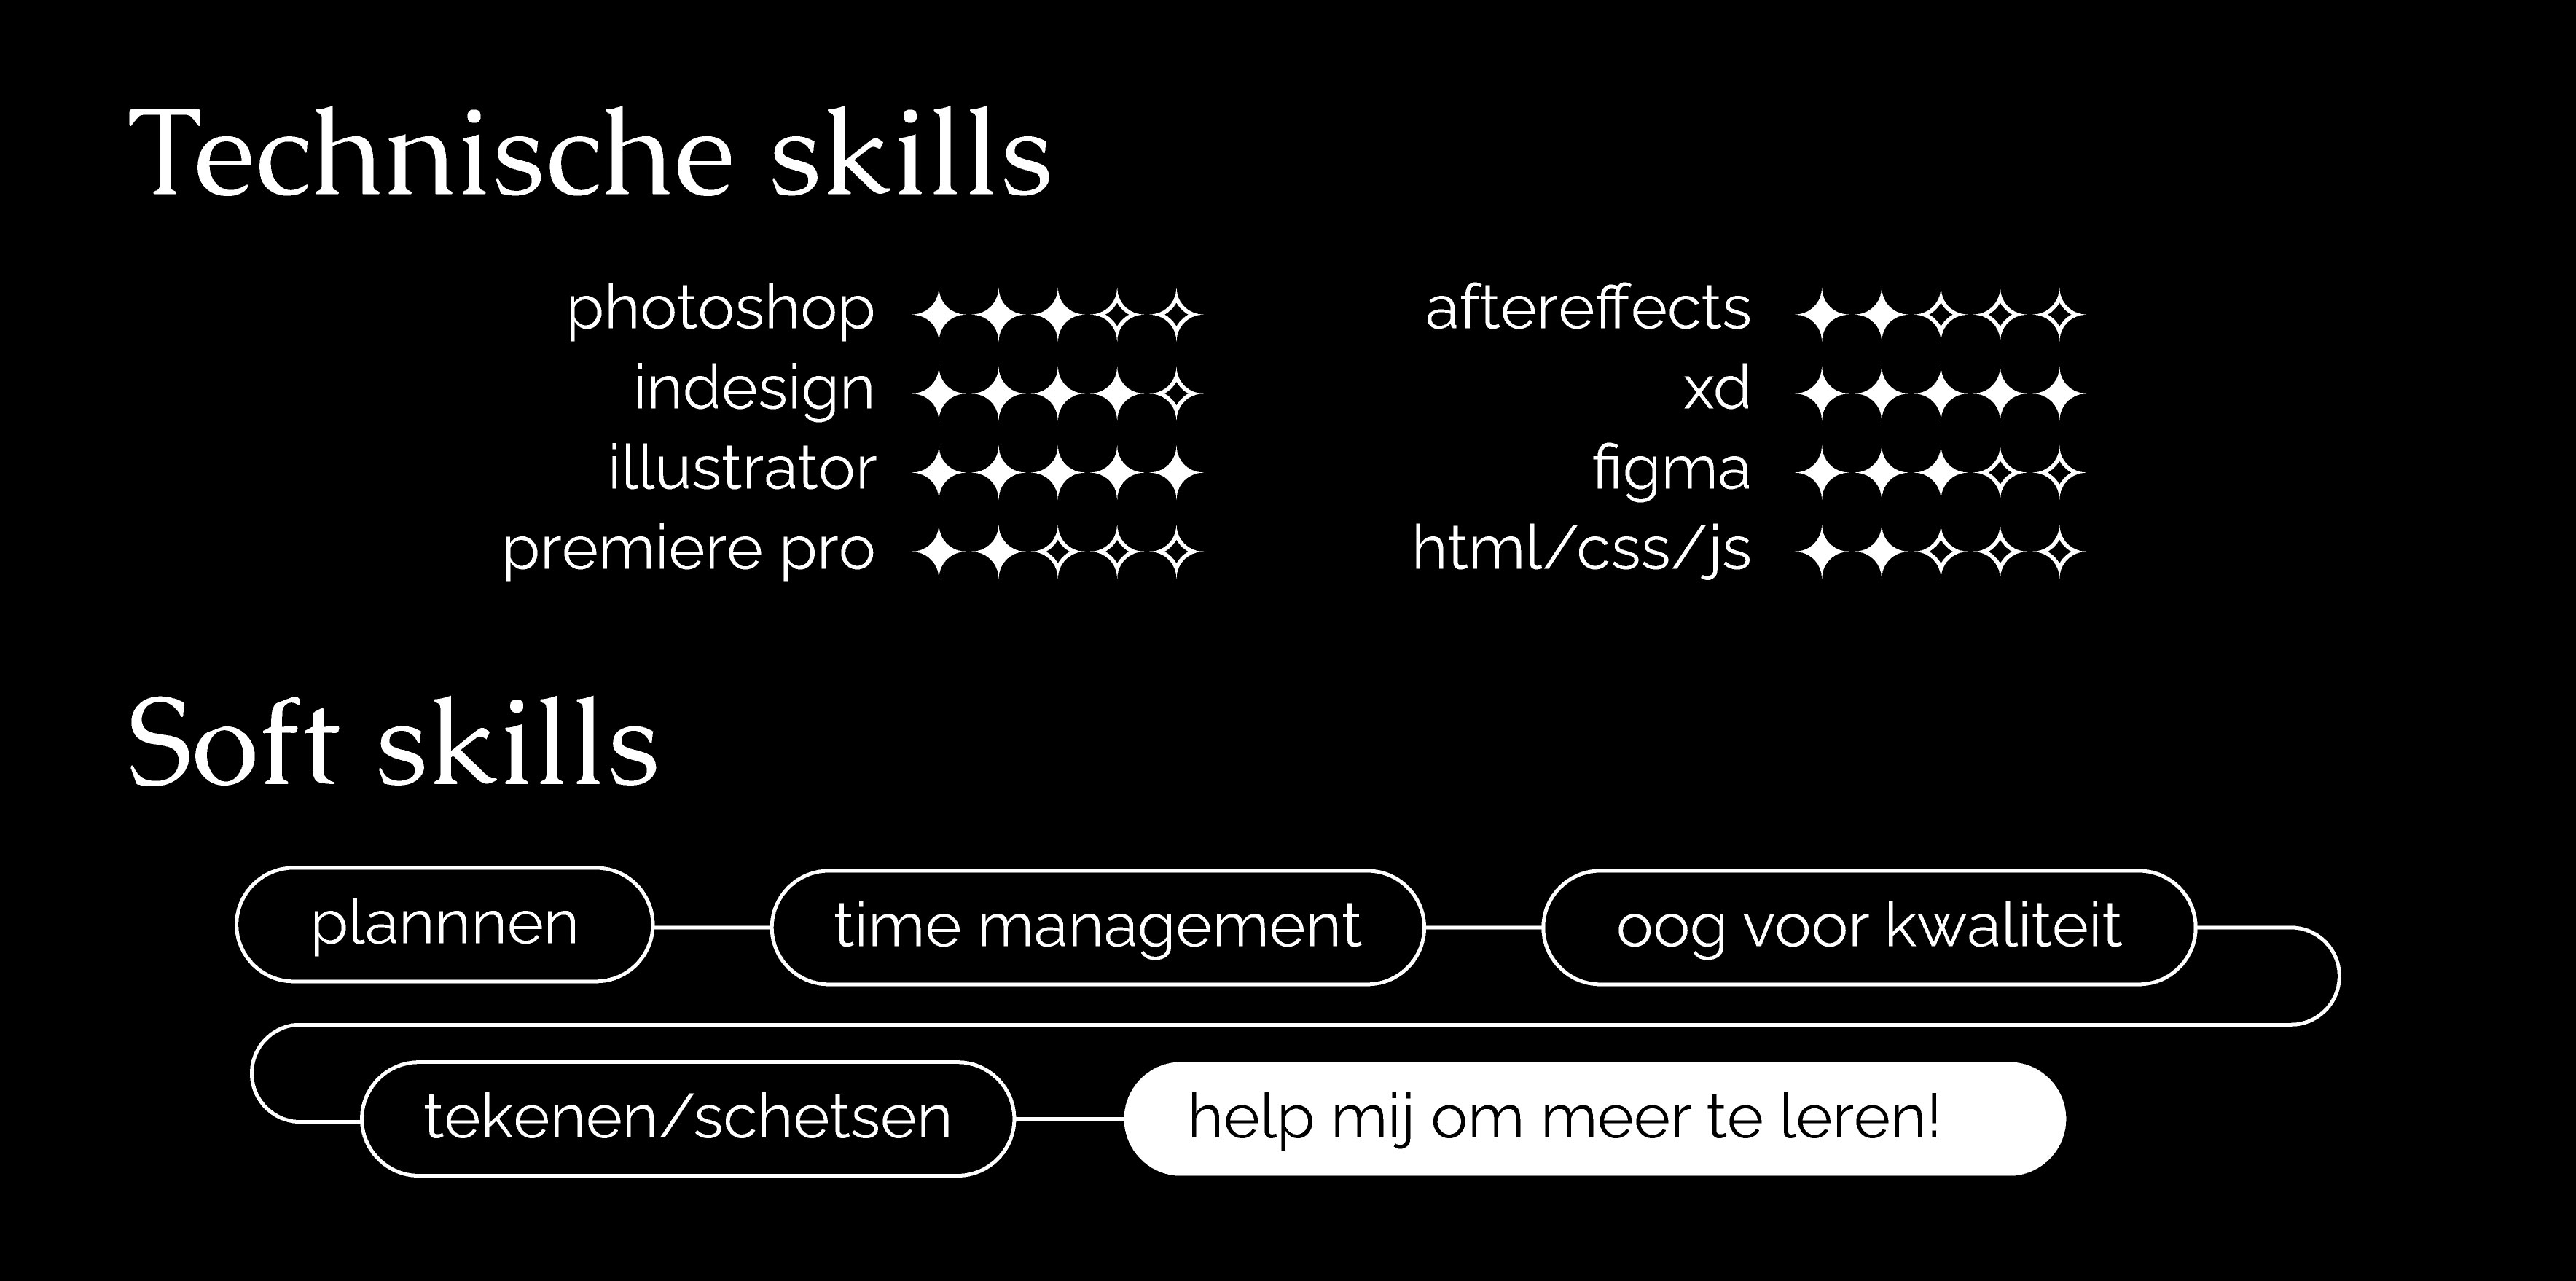 Technische skills
photoshop
indesign
illustrator
premiere pro
aftereffects
xd
figma
html/css/js
Soft skills
plannnen
time management
oog voor kwaliteit
tekenen/schetsen
help mij om meer te leren!